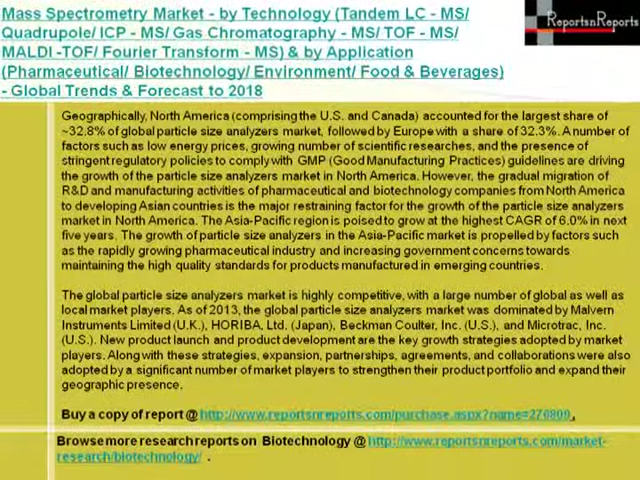 Mass Spectrometry Market - by Technology (Tandem LC - MS/
Quadrupole/ ICP - MS/ Gas Chromatography - MS/ TOF - MS/
MALDI -TOF/ Fourier Transform - MS) & by Application
(Pharmaceutical/ Biotechnology/ Environment/ Food & Beverages)
- Global Trends & Forecast to 2018
ReportsnReports
Geographically, North America (comprising the U.S. and Canada) accounted for the largest share of
~32.8% of global particle size analyzers market, followed by Europe with a share of 32.3%. A number of
factors such as low energy prices, growing number of scientific researches, and the presence of
stringent regulatory policies to comply with GMP (Good Manufacturing Practices) guidelines are driving
the growth of the particle size analyzers market in North America. However, the gradual migration of
R&D and manufacturing activities of pharmaceutical and biotechnology companies from North America
to developing Asian countries is the major restraining factor for the growth of the particle size analyzers
market in North America. The Asia-Pacific region is poised to grow at the highest CAGR of 6.0% in next
five years. The growth of particle size analyzers in the Asia-Pacific market is propelled by factors such
as the rapidly growing pharmaceutical industry and increasing government concerns towards
maintaining the high quality standards for products manufactured in emerging countries.
The global particle size analyzers market is highly competitive, with a large number of global as well as
local market players. As of 2013, the global particle size analyzers market was dominated by Malvern
Instruments Limited (U.K.), HORIBA, Ltd. (Japan), Beckman Coulter, Inc. (U.S.), and Microtrac, Inc.
(U.S.). New product launch and product development are the key growth strategies adopted by market
players. Along with these strategies, expansion, partnerships, agreements, and collaborations were also
adopted by a significant number of market players to strengthen their product portfolio and expand their
geographic presence.
Buy a copy of report @ http://www.reportsnreports.com/purchase.aspx?name=270800.
Browse more research reports on Biotechnology @ http://www.reportsnreports.com/market-
research/biotechnology/ .